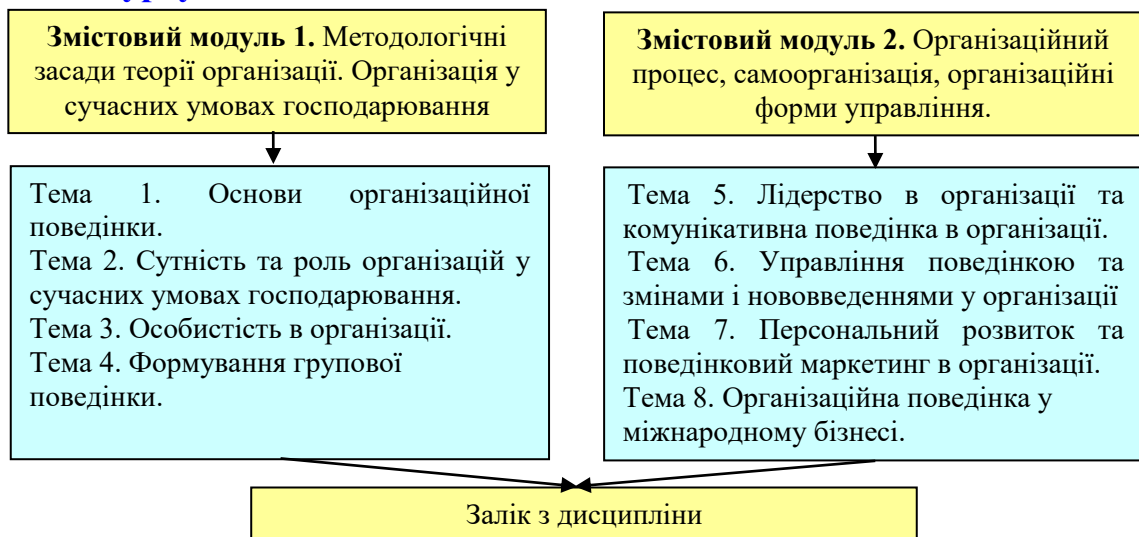 Змістовий модуль 1. Методологічні
засади теорії організації. Організація у
сучасних умовах господарювання
Тема 1. Основи організаційної
поведінки.
Тема 2. Сутність та роль організацій у
сучасних умовах господарювання.
Тема 3. Особистість в організації.
Тема 4. Формування групової
поведінки.
Змістовий модуль 2. Організаційний
процес, самоорганізація, організаційні
форми управління.
Тема 5. Лідерство в організації та
комунікативна поведінка в організації.
Тема 6. Управління поведінкою та
змінами і нововведеннями у організації
Тема 7. Персональний розвиток та
поведінковий маркетинг в організації.
Тема 8. Організаційна поведінка у
міжнародному бізнесі.
Залік з дисципліни